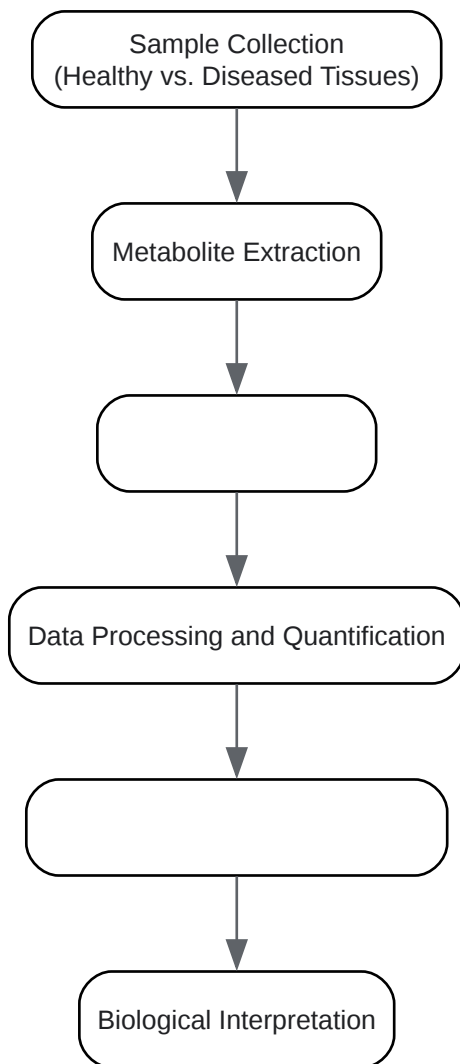 Sample Collection
(Healthy vs. Diseased Tissues)
Metabolite Extraction
Data Processing and Quantification
Biological Interpretation